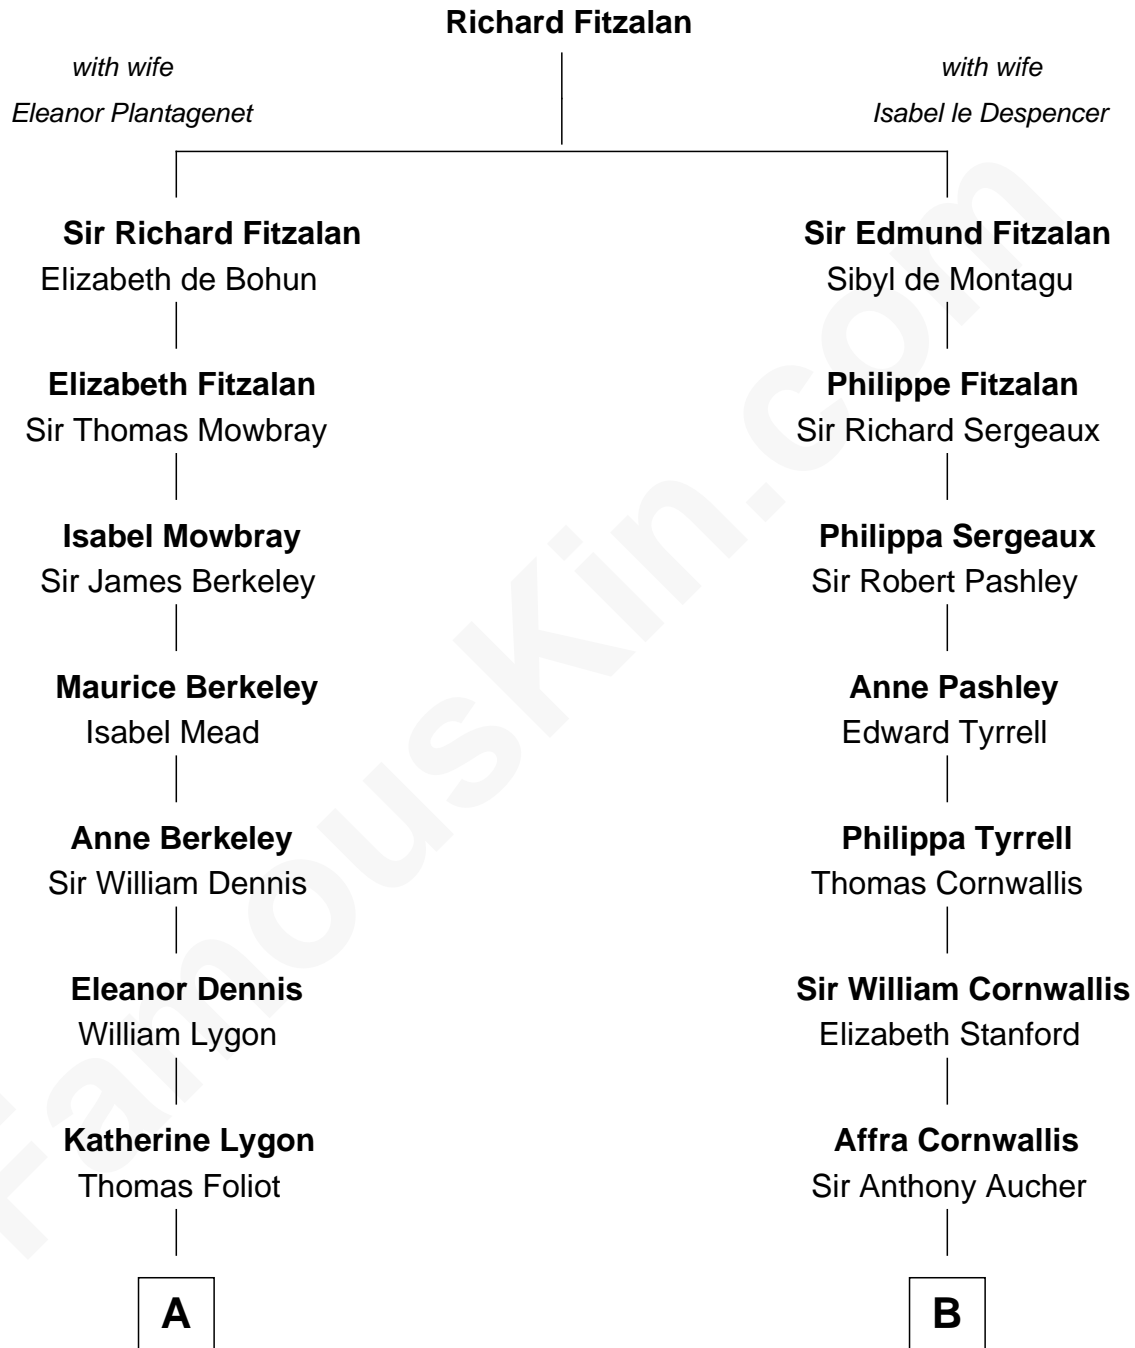 Richard Fitzalan
with wife
Eleanor Plantagenet
with wife
Isabel le Despencer
Sir Richard Fitzalan
Elizabeth de Bohun
Sir Edmund Fitzalan
Sibyl de Montagu
Elizabeth Fitzalan
Sir Thomas Mowbray
Philippe Fitzalan
Sir Richard Sergeaux
Isabel Mowbray
Sir James Berkeley
Philippa Sergeaux
Sir Robert Pashley
Maurice Berkeley
Isabel Mead
Anne Pashley
Edward Tyrrell
Anne Berkeley
Sir William Dennis
Philippa Tyrrell
Thomas Cornwallis
Eleanor Dennis
William Lygon
Sir William Cornwallis
Elizabeth Stanford
Katherine Lygon
Thomas Foliot
Affra Cornwallis
Sir Anthony Aucher
A
B
FamousKin.com